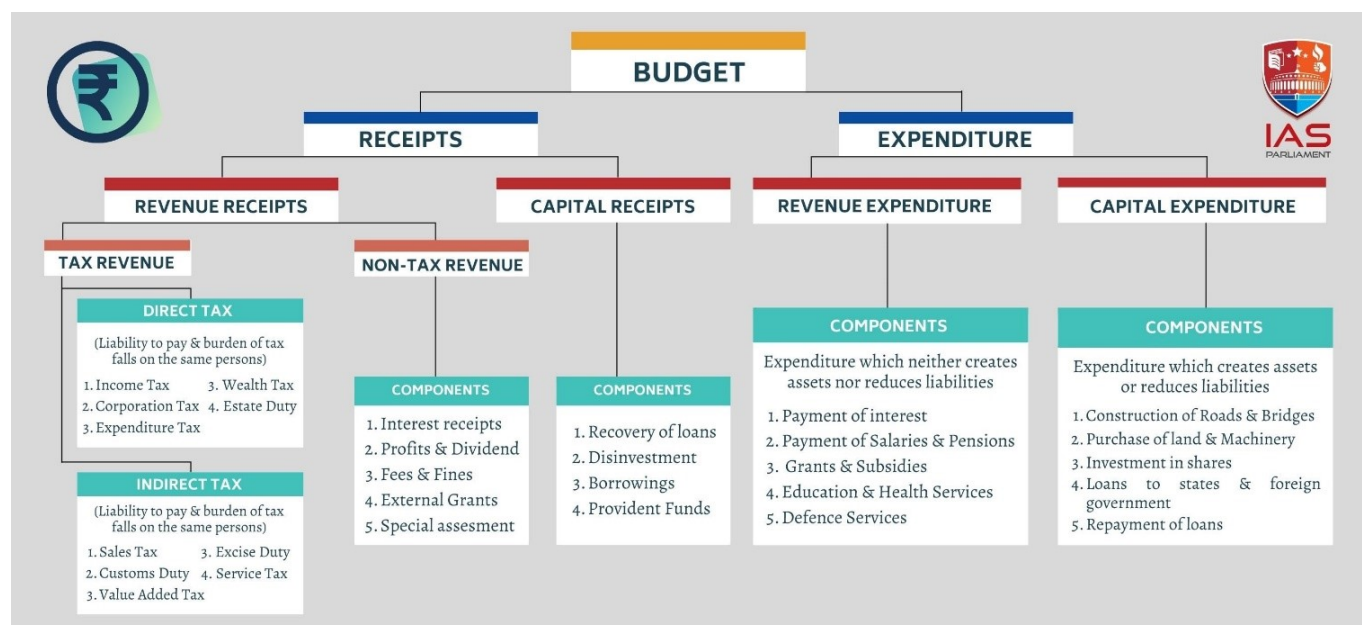 BUDGET
IAS
PARLIAMENT
RECEIPTS
EXPENDITURE
REVENUE RECEIPTS
CAPITAL RECEIPTS
REVENUE EXPENDITURE
CAPITAL EXPENDITURE
TAX REVENUE
NON-TAX REVENUE
DIRECT TAX
(Liability to pay & burden of tax
falls on the same persons)
1. Income Tax 3. Wealth Tax
2. Corporation Tax 4. Estate Duty
3. Expenditure Tax
INDIRECT TAX
(Liability to pay & burden of tax
falls on the same persons)
1. Sales Tax 3. Excise Duty
2. Customs Duty 4. Service Tax
3. Value Added Tax
COMPONENTS
1. Interest receipts
2. Profits & Dividend
3. Fees & Fines
4. External Grants
5. Special assesment
COMPONENTS
1. Recovery of loans
2. Disinvestment
3. Borrowings
4. Provident Funds
COMPONENTS
Expenditure which neither creates
assets nor reduces liabilities
1. Payment of interest
2. Payment of Salaries & Pensions
3. Grants & Subsidies
4. Education & Health Services
5. Defence Services
COMPONENTS
Expenditure which creates assets
or reduces liabilities
1. Construction of Roads & Bridges
2. Purchase of land & Machinery
3. Investment in shares
4. Loans to states & foreign
government
5. Repayment of loans
₹